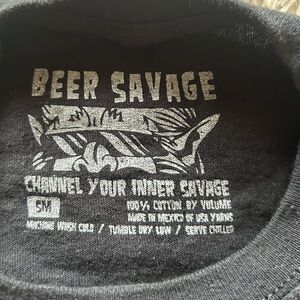 BEER SAVAGE
CHANNEL YOUR INNER SAVAGE
SM
100% COTTON BY VOLUME
MADE IN MEXICO OF USA YARNS
MACHINE WASH COLD / TUMBLE DRY LOW / SERVE CHILLED